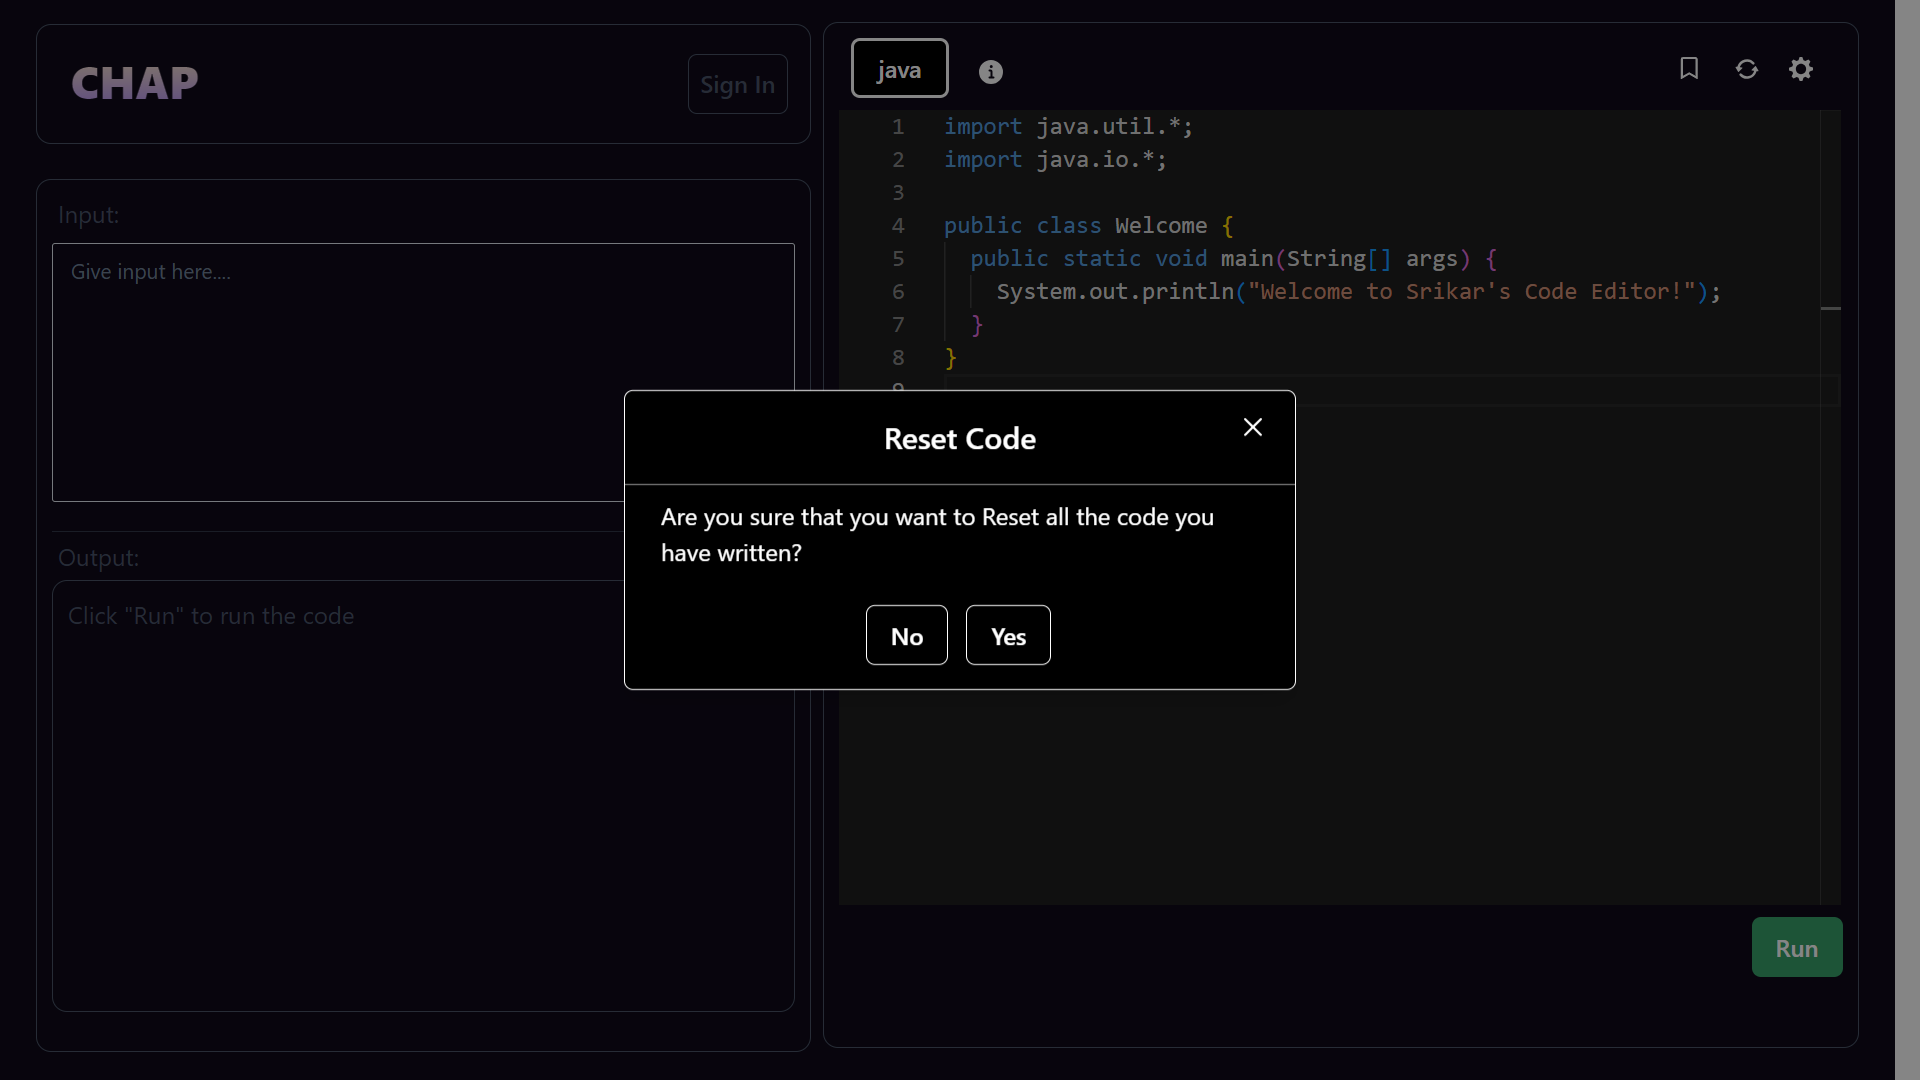 CHAP
Sign In
Input:
Give input here....
Output:
Click "Run" to run the code
java
1 import java.util.*;
2 import java.io.*;
3
4 public class Welcome {
5 public static void main(String[] args) {
6 System.out.println("Welcome to Srikar's Code Editor!");
7 }
8 }
9
Reset Code
Are you sure that you want to Reset all the code you
have written?
No Yes
Run